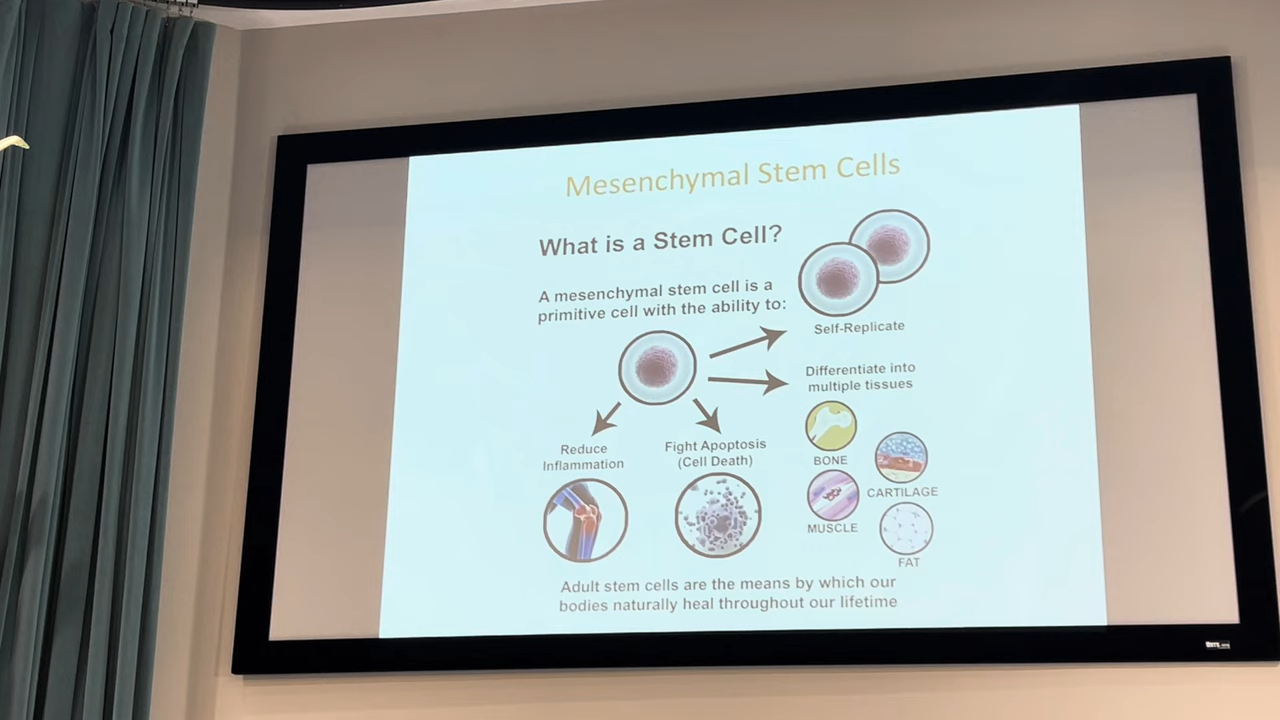 Mesenchymal Stem Cells
What is a Stem Cell?
A mesenchymal stem cell is a
primitive cell with the ability to:
Self-Replicate
Differentiate into
multiple tissues
Reduce
Inflammation
Fight Apoptosis
(Cell Death)
BONE
CARTILAGE
MUSCLE
FAT
Adult stem cells are the means by which our
bodies naturally heal throughout our lifetime